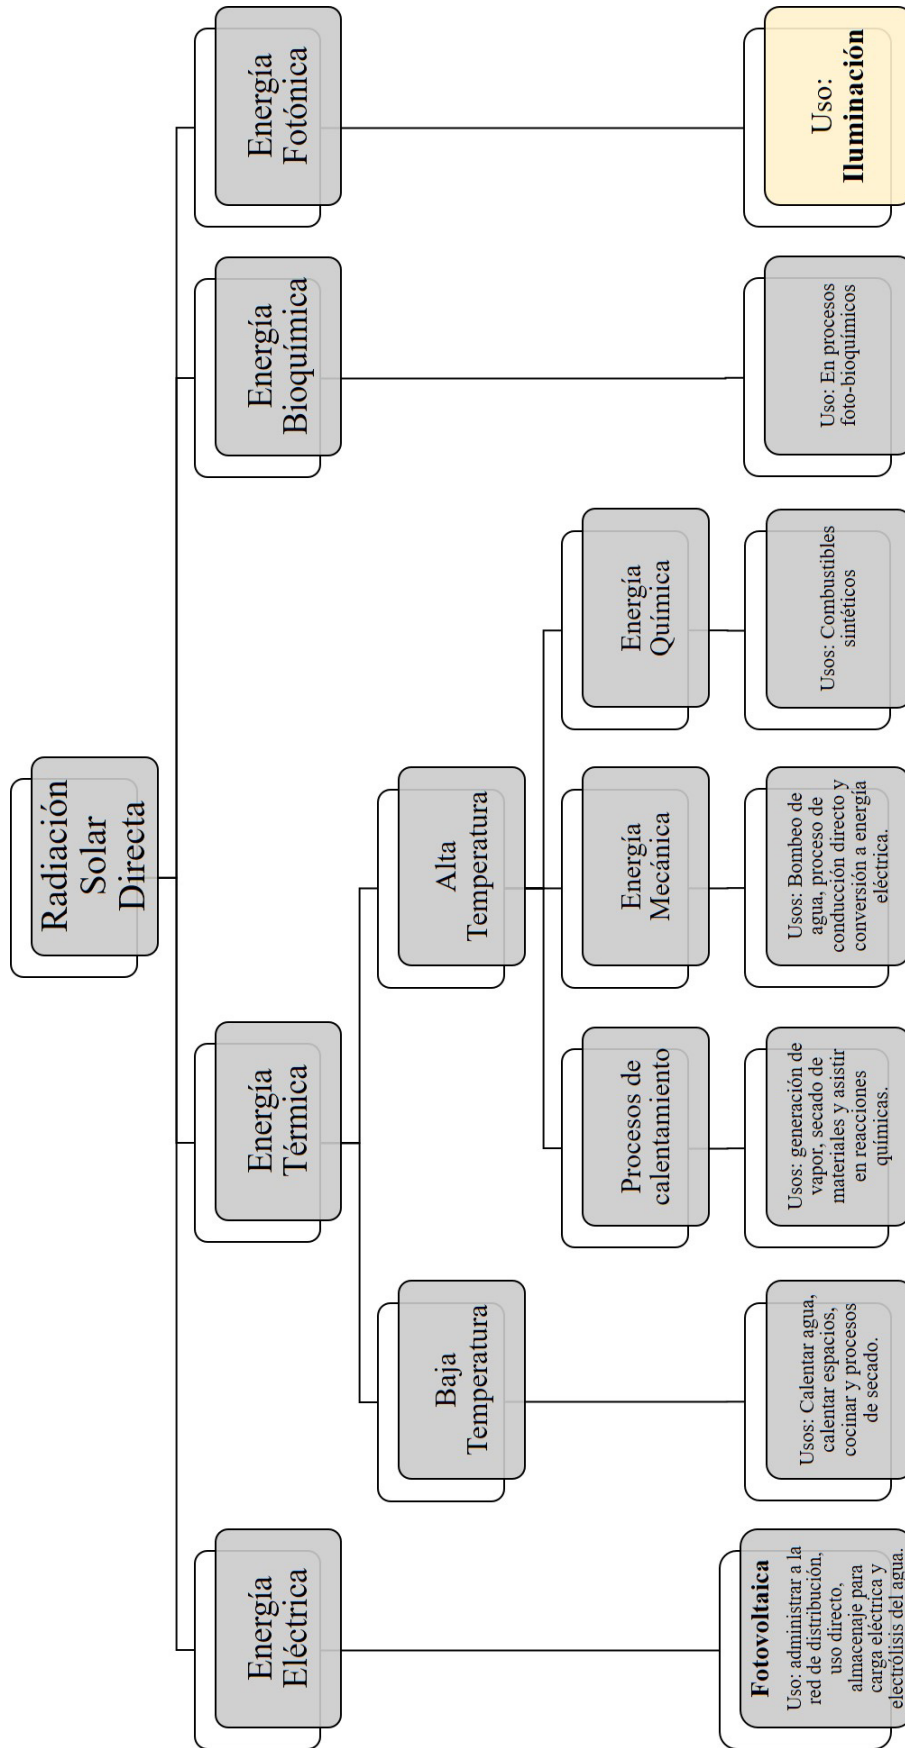 Radiación
Solar
Directa
Energía
Eléctrica
Energía
Térmica
Energía
Bioquímica
Energía
Fotónica
Baja
Temperatura
Alta
Temperatura
Procesos de
calentamiento
Energía
Mecánica
Energía
Química
Fotovoltaica
Uso: administrar a la
red de distribución,
uso directo,
almacenaje para
carga eléctrica y
electrólisis del agua.
Usos: Calentar agua,
calentar espacios,
cocinar y procesos
de secado.
Usos: generación de
vapor, secado de
materiales y asistir
en reacciones
químicas.
Usos: Bombeo de
agua, proceso de
conducción directo y
conversión a energía
eléctrica.
Usos: Combustibles
sintéticos
Uso: En procesos
foto-bioquímicos
Uso:
Iluminación